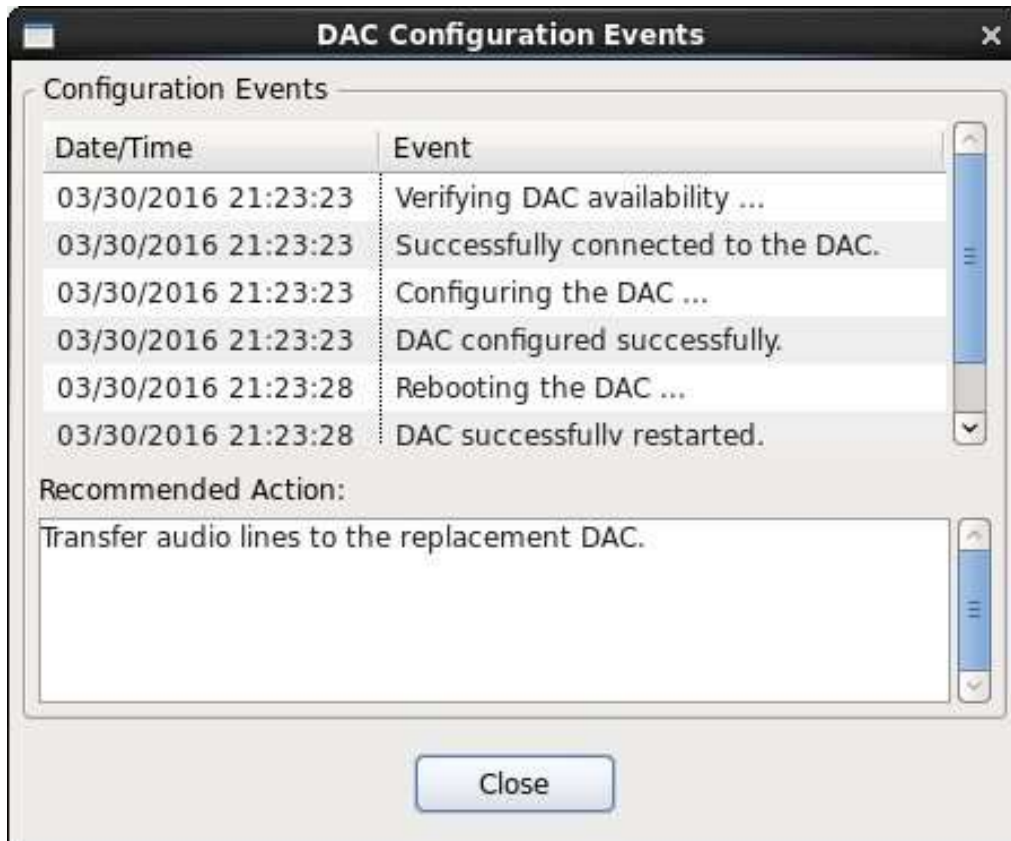 DAC Configuration Events
Configuration Events
Date/Time Event
03/30/2016 21:23:23 Verifying DAC availability ...
03/30/2016 21:23:23 Successfully connected to the DAC.
03/30/2016 21:23:23 Configuring the DAC ...
03/30/2016 21:23:23 DAC configured successfully.
03/30/2016 21:23:28 Rebooting the DAC ...
03/30/2016 21:23:28 DAC successfully restarted.
Recommended Action:
Transfer audio lines to the replacement DAC.
Close